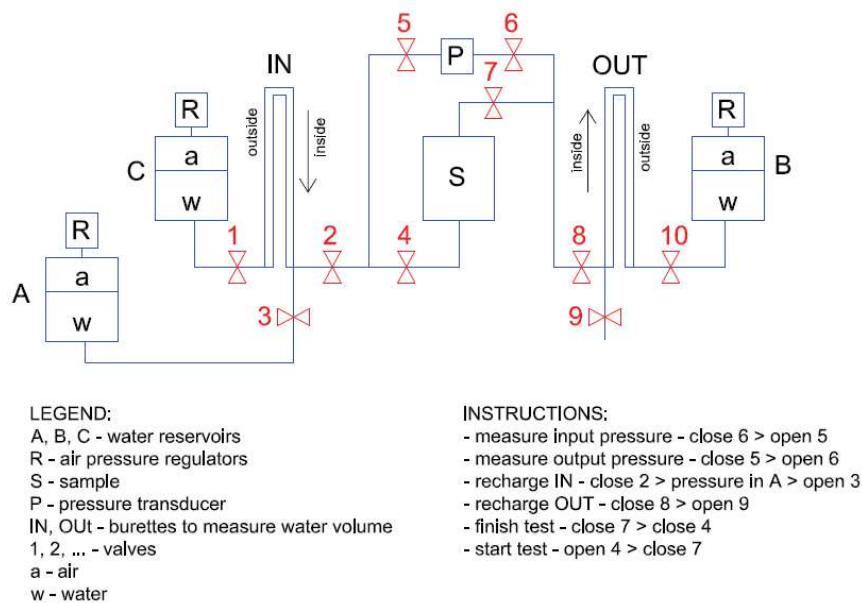 5
6
P
7
IN
OUT
R
a
w
C
outside
inside
S
inside
outside
R
a
w
B
1
2
4
8
10
R
a
w
A
3
9
LEGEND:
A, B, C - water reservoirs
R - air pressure regulators
S - sample
P - pressure transducer
IN, OUt - burettes to measure water volume
1, 2, ... - valves
a - air
w - water
INSTRUCTIONS:
- measure input pressure - close 6 > open 5
- measure output pressure - close 5 > open 6
- recharge IN - close 2 > pressure in A > open 3
- recharge OUT - close 8 > open 9
- finish test - close 7 > close 4
- start test - open 4 > close 7